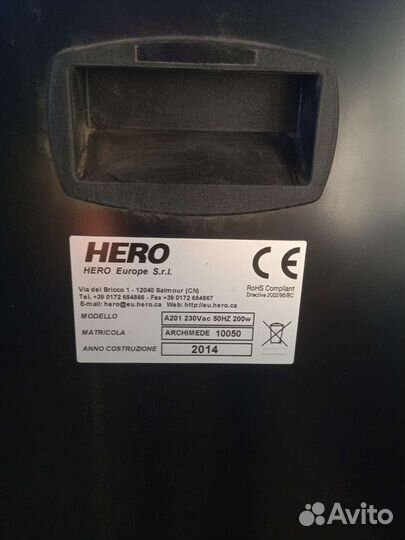 HERO
HERO Europe S.r.l.
CE
RoHS Compliant
Directive 2002/95/EC
Via del Bricco 1 - 12040 Salmour (CN)
Tel. +39 0172 654866 - Fax +39 0172 654867
E-mail: hero@eu.hero.ca Web: http://eu.hero.ca
MODELLO A201 230Vac 50HZ 200w
MATRICOLA ARCHIMEDE 10050
ANNO COSTRUZIONE 2014
Avito